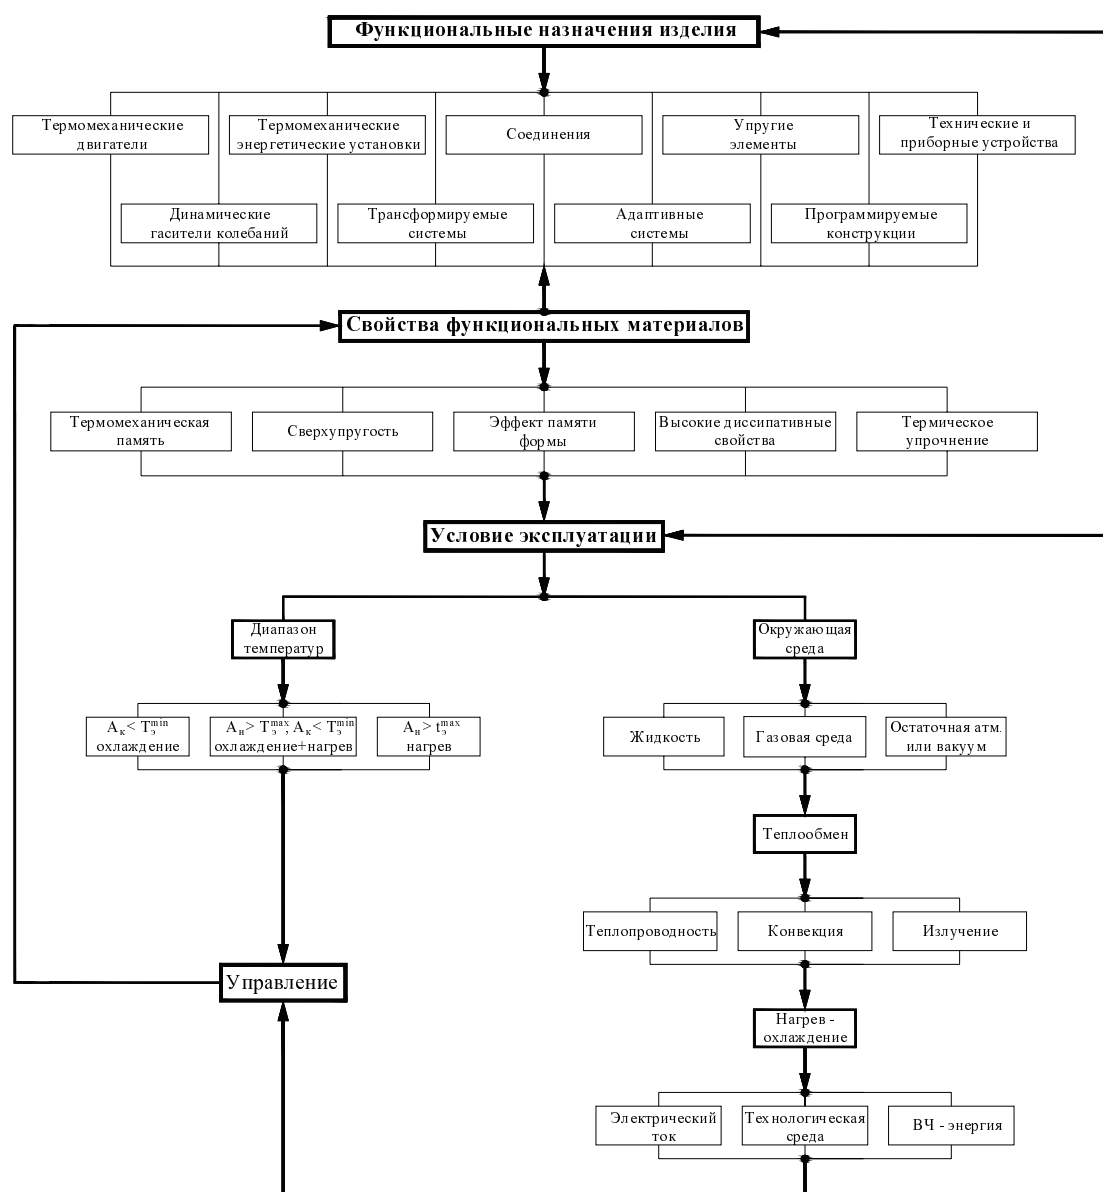 Функциональные назначения изделия
Термомеханические
двигатели
Термомеханические
энергетические установки
Соединения
Упругие
элементы
Технические и
приборные устройства
Динамические
гасители колебаний
Трансформируемые
системы
Адаптивные
системы
Программируемые
конструкции
Свойства функциональных материалов
Термомеханическая
память
Сверхупругость
Эффект памяти
формы
Высокие диссипативные
свойства
Термическое
упрочнение
Условие эксплуатации
Диапазон
температур
Окружающая
среда
Aк< Tэmin
охлаждение
Aн> Tэmax, Aк< Tэmin
охлаждение+нагрев
Aн> tэmax
нагрев
Жидкость
Газовая среда
Остаточная атм.
или вакуум
Теплообмен
Теплопроводность
Конвекция
Излучение
Управление
Нагрев -
охлаждение
Электрический
ток
Технологическая
среда
ВЧ - энергия